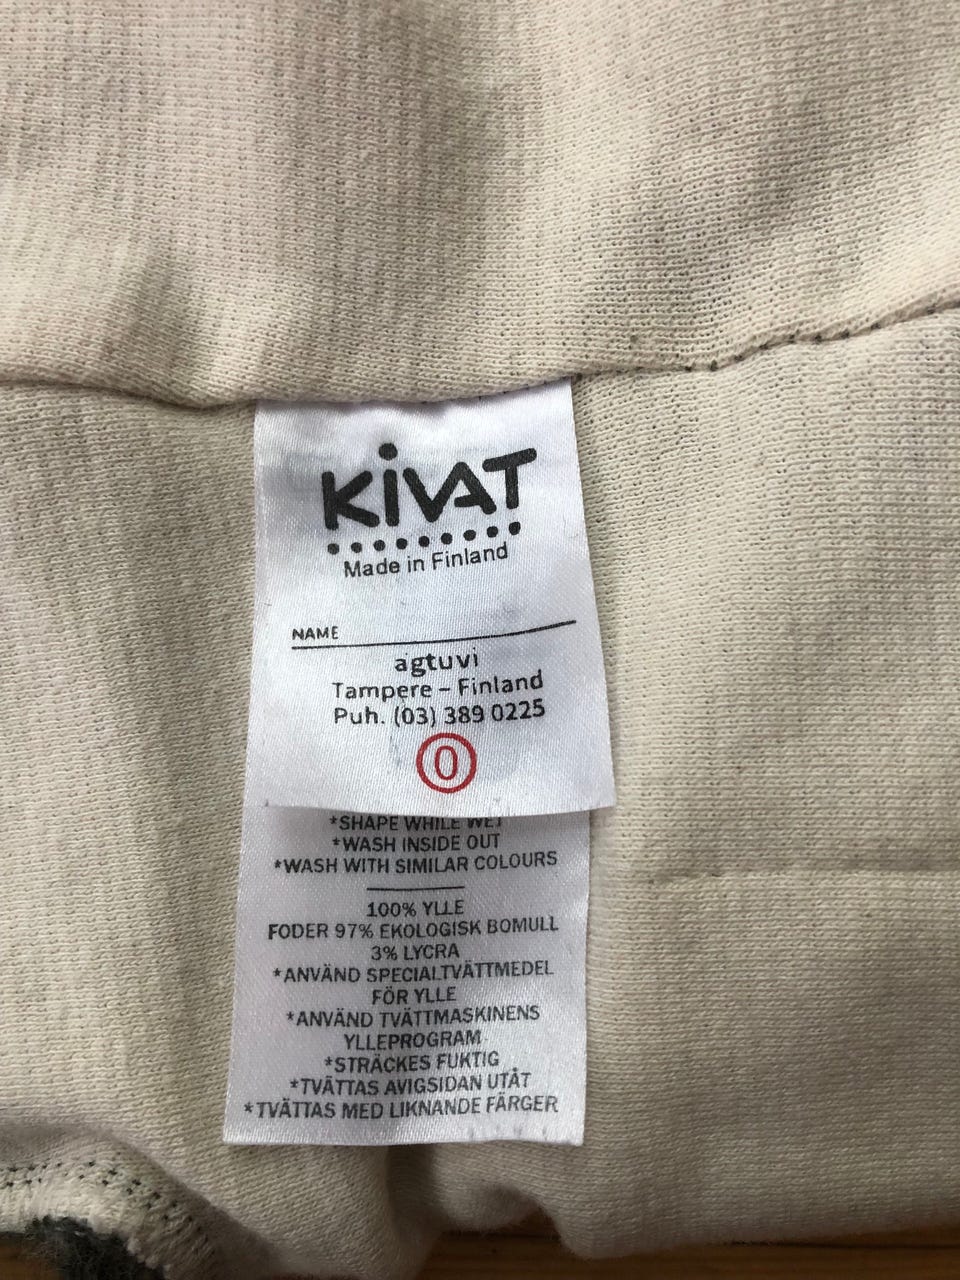 KiVAT
Made in Finland
NAME
agtuvi
Tampere – Finland
Puh. (03) 389 0225
0
*SHAPE WHILE WET
*WASH INSIDE OUT
*WASH WITH SIMILAR COLOURS
100% YLLE
FODER 97% EKOLOGISK BOMULL
3% LYCRA
*ANVÄND SPECIALTVÄTTMEDEL
FÖR YLLE
*ANVÄND TVÄTTMASKINENS
YLLEPROGRAM
*STRÄCKES FUKTIG
*TVÄTTAS AVIGSIDAN UTÅT
*TVÄTTAS MED LIKNANDE FÄRGER